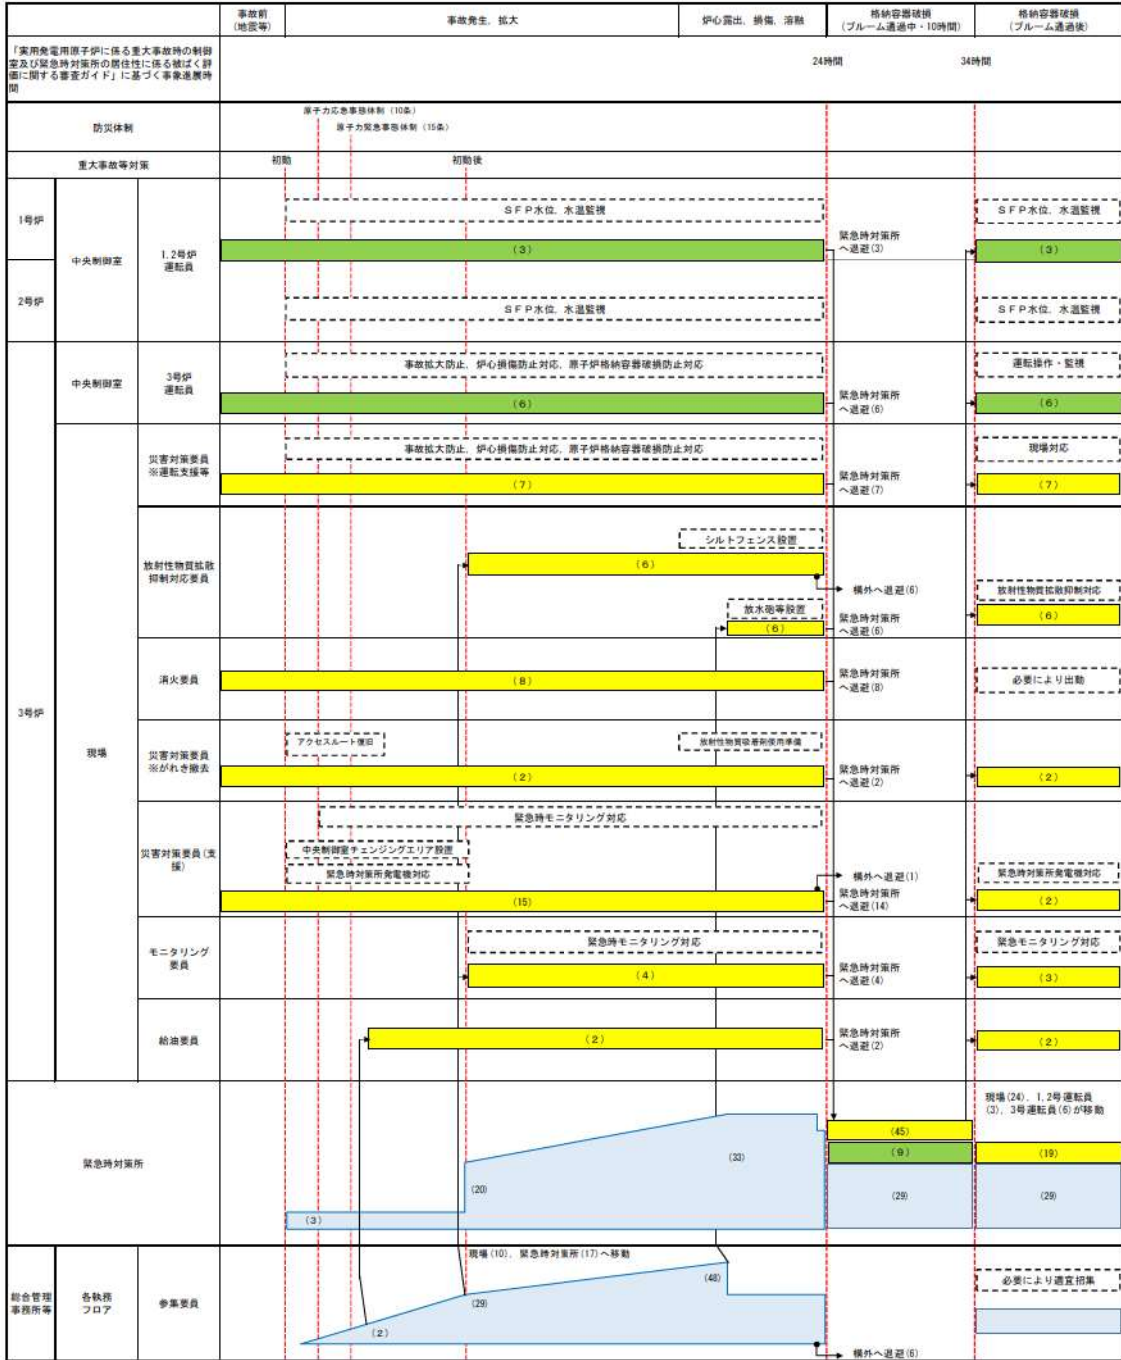 事故前
(地震等)
事故発生、拡大
炉心露出、損傷、溶融
格納容器破損
(プルーム通過中・10時間)
格納容器破損
(プルーム通過後)
「実用発電用原子炉に係る重大事故時の制御
室及び緊急時対策所の居住性に係る被ばく評
価に関する審査ガイド」に基づく事象進展時
間
24時間
34時間
防災体制
原子力応急事態体制 (10条)
原子力緊急事態体制 (15条)
重大事故等対策
初動
初動後
1号炉
2号炉
中央制御室
1,2号炉
運転員
SFP水位、水温監視
(3)
緊急時対策所
へ退避(3)
SFP水位、水温監視
(3)
SFP水位、水温監視
SFP水位、水温監視
3号炉
中央制御室
3号炉
運転員
事故拡大防止、炉心損傷防止対応、原子炉格納容器破損防止対応
(6)
緊急時対策所
へ退避(6)
運転操作・監視
(6)
現場
災害対策要員
※運転支援等
事故拡大防止、炉心損傷防止対応、原子炉格納容器破損防止対応
(7)
緊急時対策所
へ退避(7)
現場対応
(7)
放射性物質拡散
抑制対応要員
シルトフェンス設置
(6)
構外へ退避(6)
放水砲等設置
(6)
緊急時対策所
へ退避(6)
放射性物質拡散抑制対応
(6)
消火要員
(8)
緊急時対策所
へ退避(8)
必要により出動
災害対策要員
※がれき撤去
アクセスルート復旧
放射性物質吸着剤使用準備
(2)
緊急時対策所
へ退避(2)
(2)
災害対策要員(支
援)
緊急時モニタリング対応
中央制御室チェンジングエリア設置
緊急時対策所発電機対応
(15)
構外へ退避(1)
緊急時対策所
へ退避(14)
緊急時対策所発電機対応
(2)
モニタリング
要員
緊急時モニタリング対応
(4)
緊急時対策所
へ退避(4)
緊急モニタリング対応
(3)
給油要員
(2)
緊急時対策所
へ退避(2)
(2)
緊急時対策所
(3)
(20)
(33)
(45)
(9)
(29)
現場(24)、1,2号運転員
(3)、3号運転員(6)が移動
(19)
(29)
総合管理
事務所等
各執務
フロア
参集要員
(2)
(29)
現場(10)、緊急時対策所(17)へ移動
(48)
構外へ退避(6)
必要により適宜招集